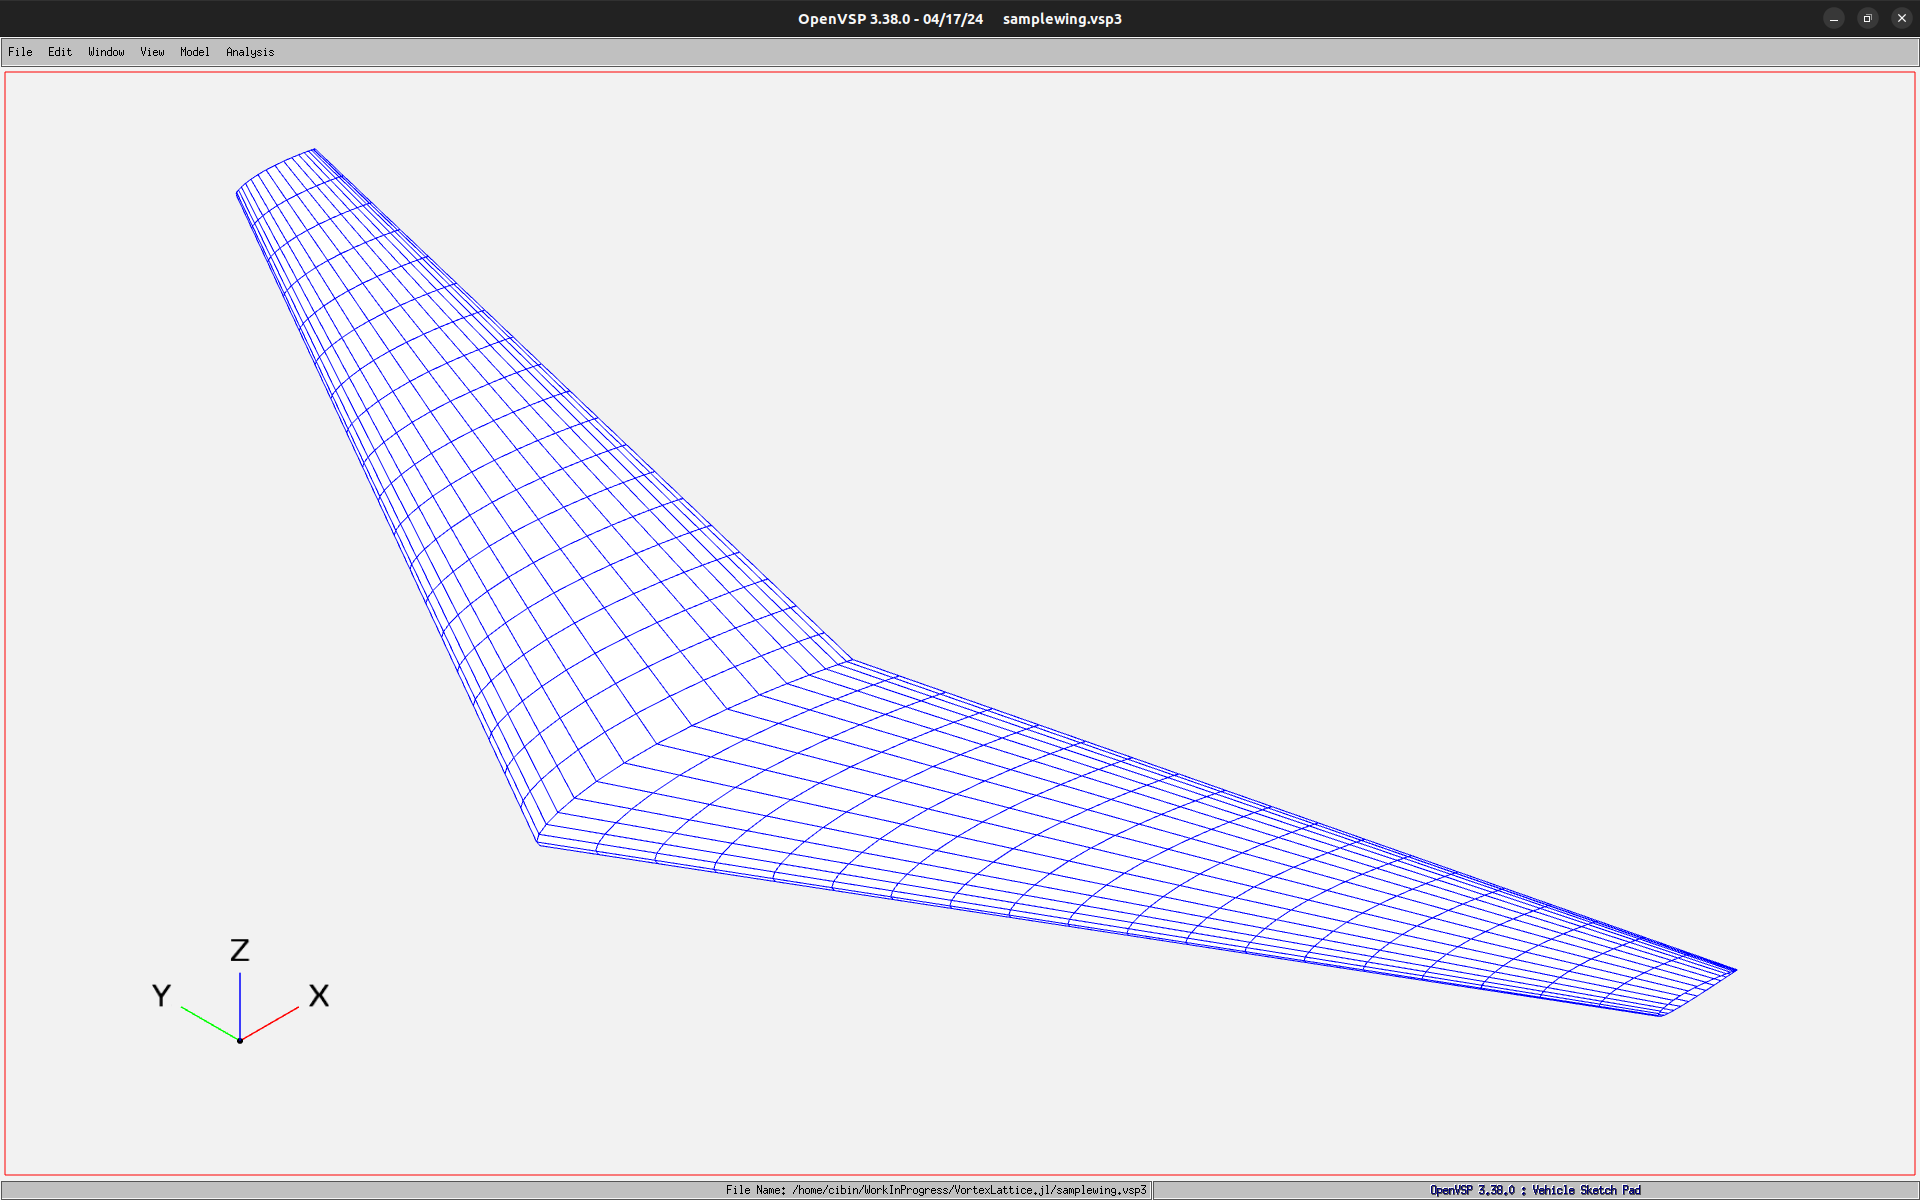 OpenVSP 3.38.0 - 04/17/24     samplewing.vsp3
File Edit Window View Model Analysis
Z
Y X
File Name: /home/cibin/WorkInProgress/VortexLattice.jl/samplewing.vsp3
OpenVSP 3.38.0 : Vehicle Sketch Pad